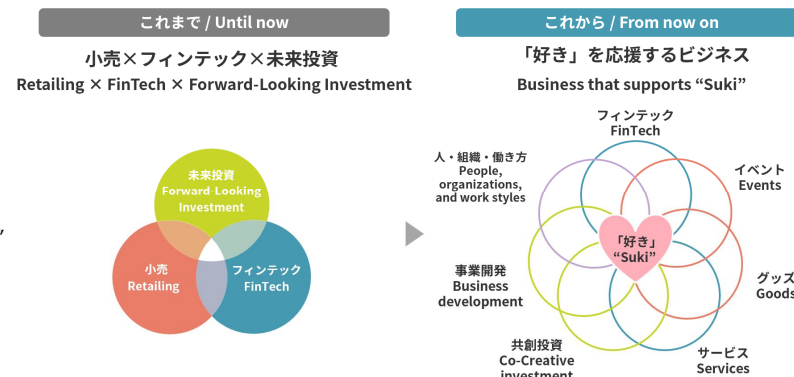 これまで / Until now
小売×フィンテック×未来投資
Retailing × FinTech × Forward-Looking Investment
未来投資
Forward-Looking
Investment
小売
Retailing
フィンテック
FinTech
これから / From now on
「好き」を応援するビジネス
Business that supports “Suki”
フィンテック
FinTech
人・組織・働き方
People,
organizations,
and work styles
イベント
Events
「好き」
“Suki”
事業開発
Business
development
グッズ
Goods
共創投資
Co-Creative
investment
サービス
Services